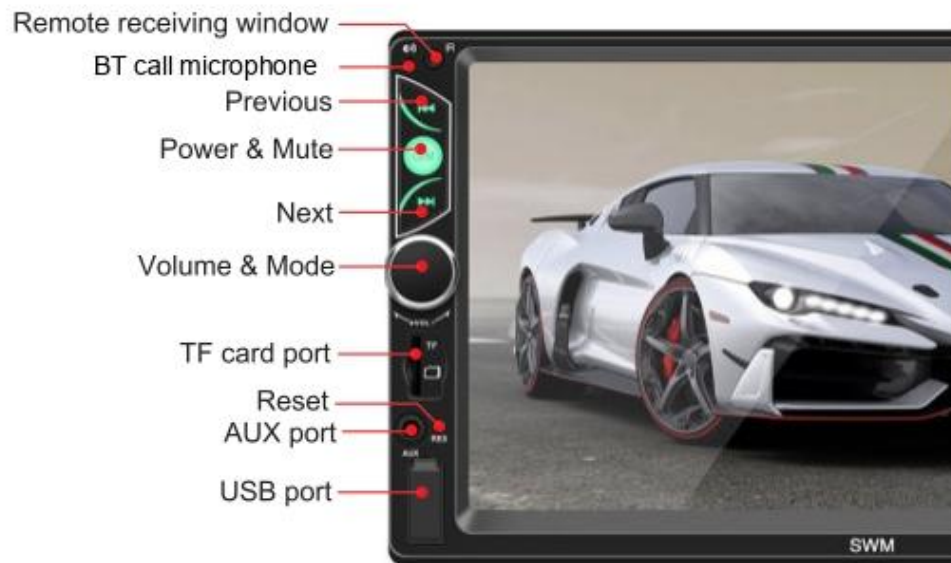 Remote receiving window
IR
BT call microphone
Previous
Power & Mute
Next
Volume & Mode
TF card port
TF
Reset
AUX port
RES
AUX
USB port
SWM